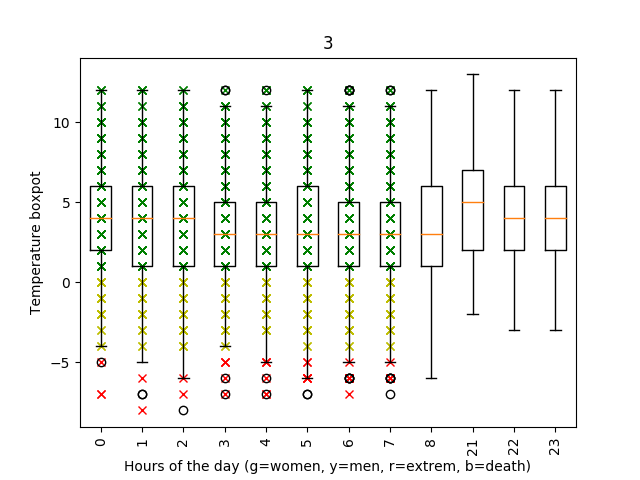 3
Temperature boxpot
10
5
0
−5
0 1 2 3 4 5 6 7 8 21 22 23
Hours of the day (g=women, y=men, r=extrem, b=death)